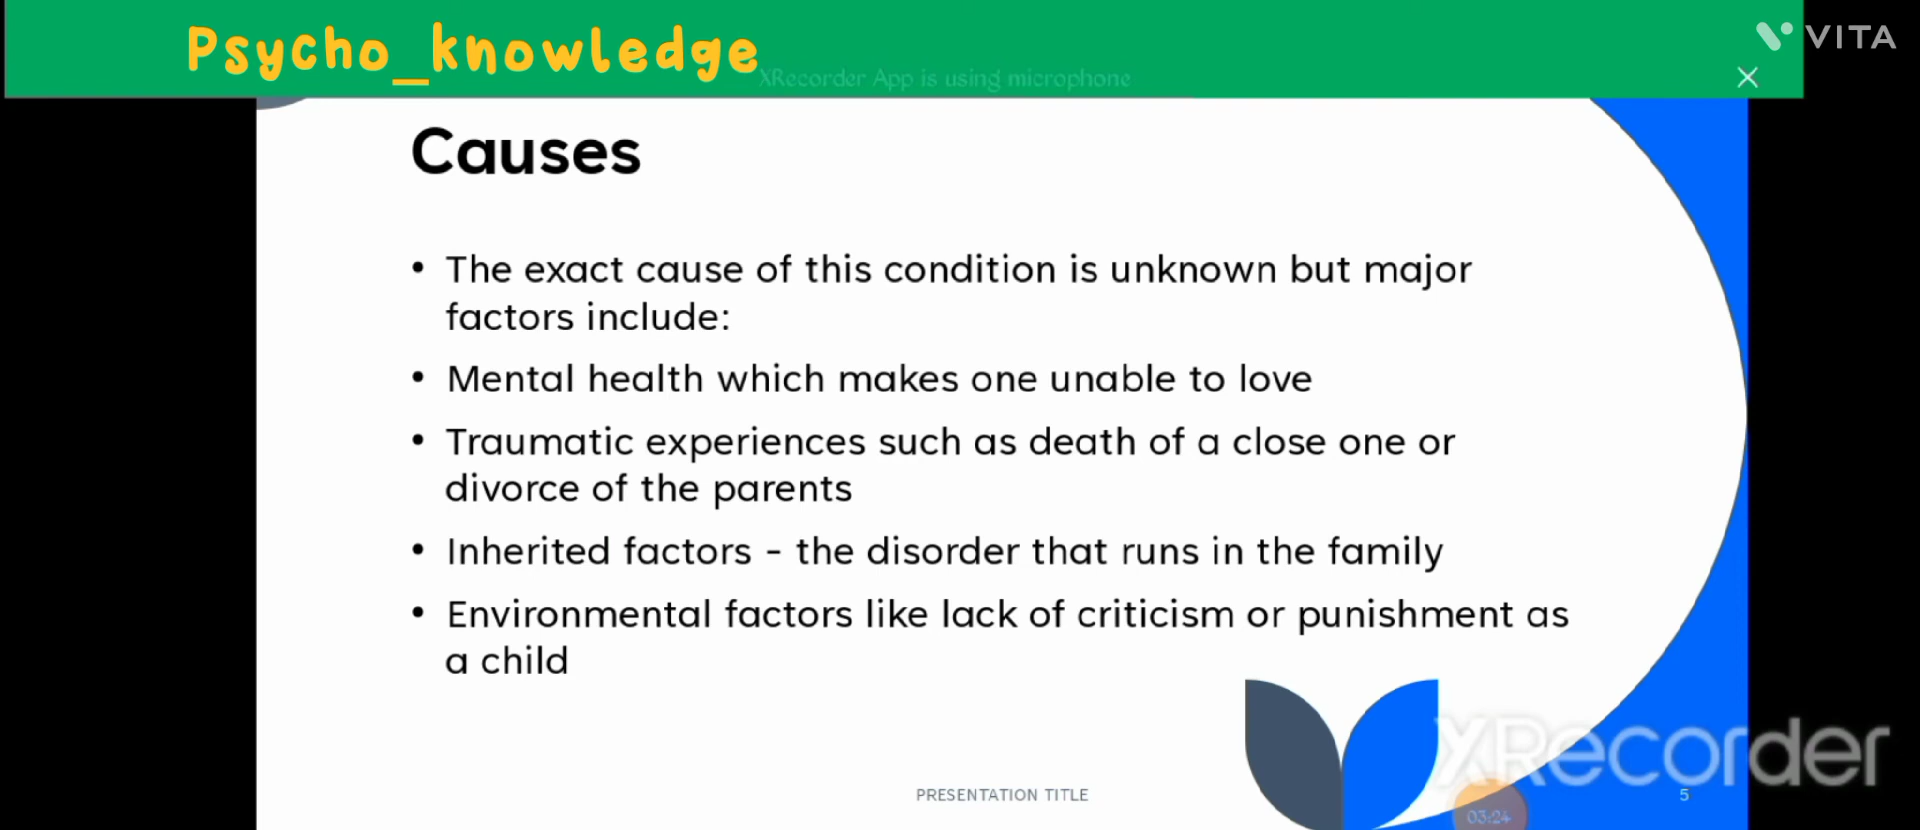 Psycho_knowledge
VITA
XRecorder App is using microphone
Causes
• The exact cause of this condition is unknown but major
factors include:
• Mental health which makes one unable to love
• Traumatic experiences such as death of a close one or
divorce of the parents
• Inherited factors - the disorder that runs in the family
• Environmental factors like lack of criticism or punishment as
a child
XRecorder
PRESENTATION TITLE
5
03:24